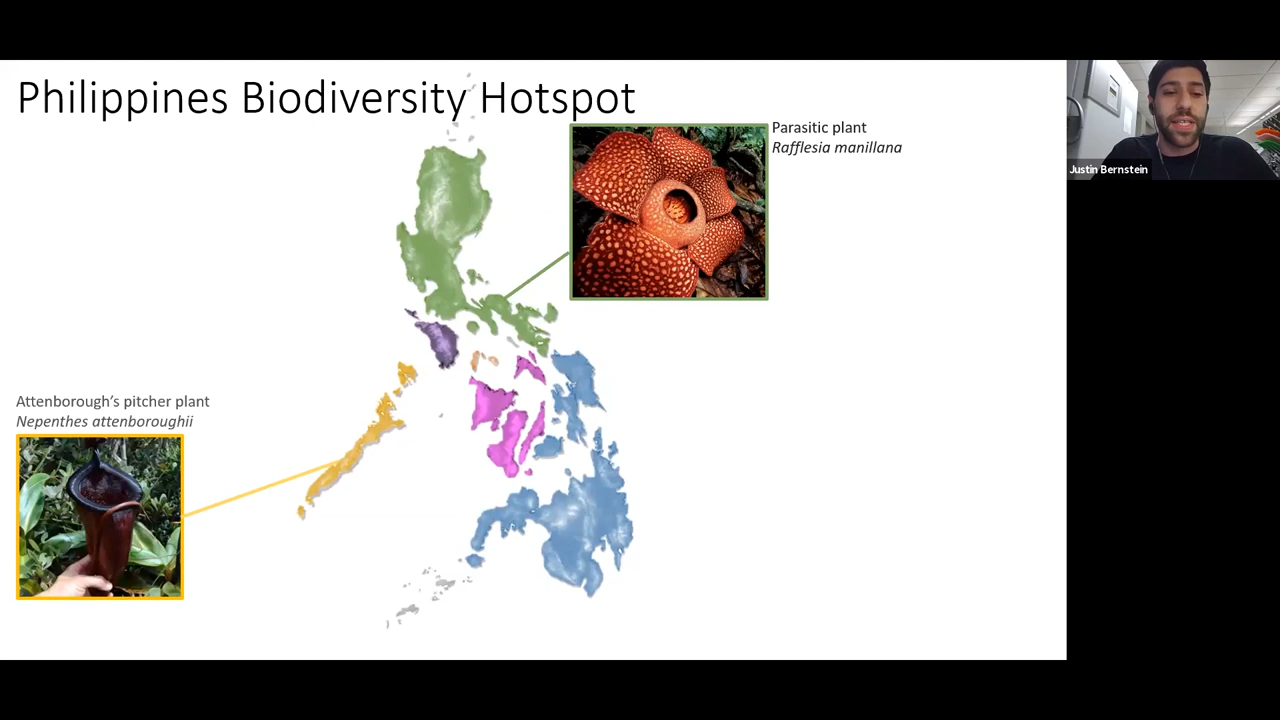 Philippines Biodiversity Hotspot
Parasitic plant
Rafflesia manillana
Justin Bernstein
Attenborough's pitcher plant
Nepenthes attenboroughii